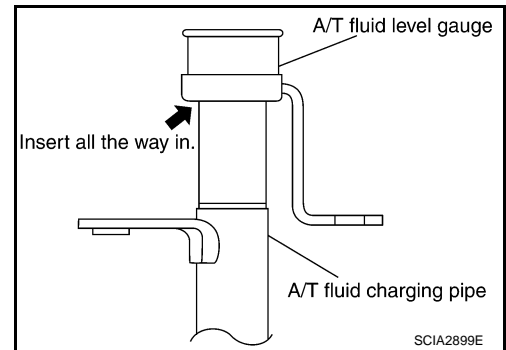 A/T fluid level gauge
Insert all the way in.
A/T fluid charging pipe
SCIA2899E